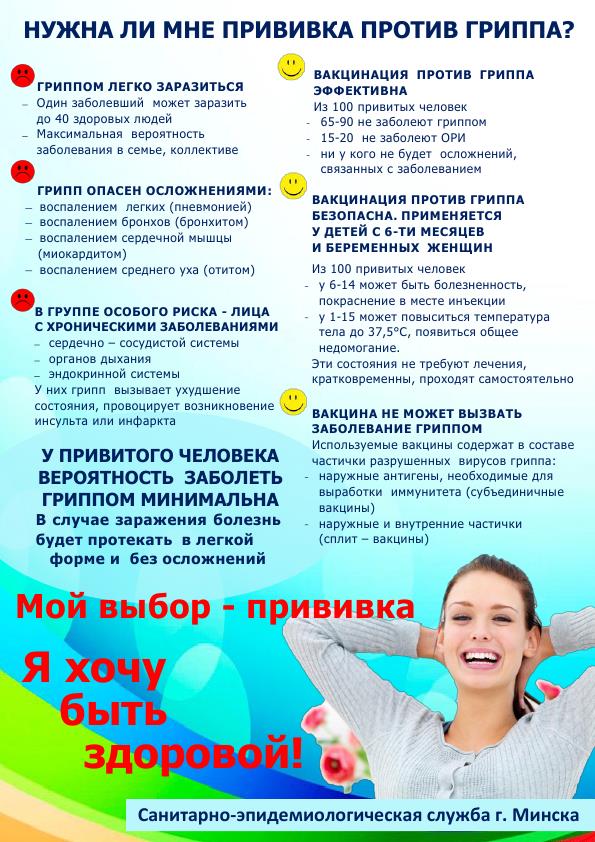 НУЖНА ЛИ МНЕ ПРИВИВКА ПРОТИВ ГРИППА?
ГРИППОМ ЛЕГКО ЗАРАЗИТЬСЯ
– Один заболевший может заразить
до 40 здоровых людей
– Максимальная вероятность
заболевания в семье, коллективе
ГРИПП ОПАСЕН ОСЛОЖНЕНИЯМИ:
– воспалением легких (пневмонией)
– воспалением бронхов (бронхитом)
– воспалением сердечной мышцы
(миокардитом)
– воспалением среднего уха (отитом)
В ГРУППЕ ОСОБОГО РИСКА - ЛИЦА
С ХРОНИЧЕСКИМИ ЗАБОЛЕВАНИЯМИ
– сердечно – сосудистой системы
– органов дыхания
– эндокринной системы
У них грипп вызывает ухудшение
состояния, провоцирует возникновение
инсульта или инфаркта
У ПРИВИТОГО ЧЕЛОВЕКА
ВЕРОЯТНОСТЬ ЗАБОЛЕТЬ
ГРИППОМ МИНИМАЛЬНА
В случае заражения болезнь
будет протекать в легкой
форме и без осложнений
ВАКЦИНАЦИЯ ПРОТИВ ГРИППА
ЭФФЕКТИВНА
Из 100 привитых человек
- 65-90 не заболеют гриппом
- 15-20 не заболеют ОРИ
- ни у кого не будет осложнений,
связанных с заболеванием
ВАКЦИНАЦИЯ ПРОТИВ ГРИППА
БЕЗОПАСНА. ПРИМЕНЯЕТСЯ
У ДЕТЕЙ С 6-ТИ МЕСЯЦЕВ
И БЕРЕМЕННЫХ ЖЕНЩИН
Из 100 привитых человек
- у 6-14 может быть болезненность,
покраснение в месте инъекции
- у 1-15 может повыситься температура
тела до 37,5°С, появиться общее
недомогание.
Эти состояния не требуют лечения,
кратковременны, проходят самостоятельно
ВАКЦИНА НЕ МОЖЕТ ВЫЗВАТЬ
ЗАБОЛЕВАНИЕ ГРИППОМ
Используемые вакцины содержат в составе
частички разрушенных вирусов гриппа:
- наружные антигены, необходимые для
выработки иммунитета (субъединичные
вакцины)
- наружные и внутренние частички
(сплит – вакцины)
Мой выбор - прививка
Я хочу
быть
здоровой!
Санитарно-эпидемиологическая служба г. Минска